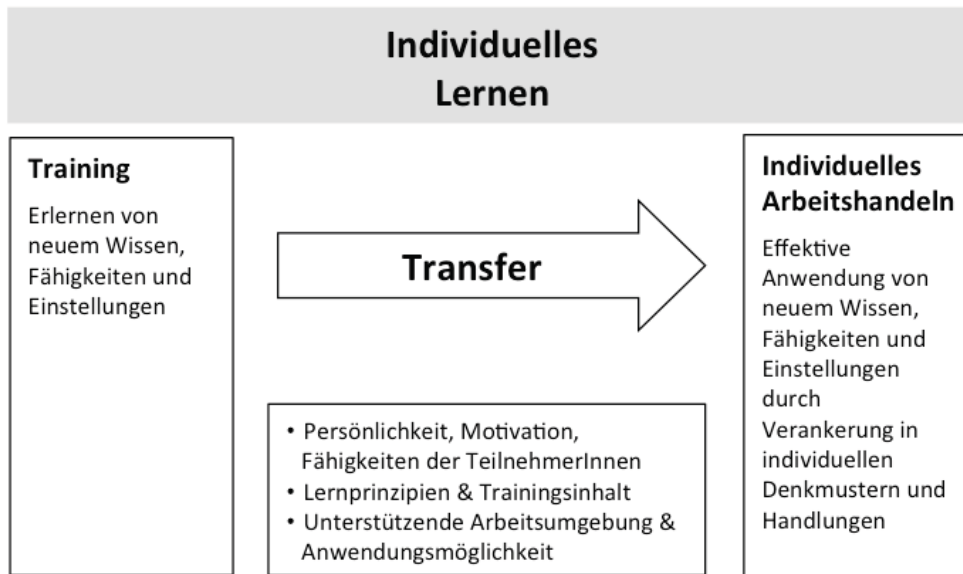 Individuelles
Lernen
Training
Erlernen von
neuem Wissen,
Fähigkeiten und
Einstellungen
Transfer
• Persönlichkeit, Motivation,
Fähigkeiten der TeilnehmerInnen
• Lernprinzipien & Trainingsinhalt
• Unterstützende Arbeitsumgebung &
Anwendungsmöglichkeit
Individuelles
Arbeitshandeln
Effektive
Anwendung von
neuem Wissen,
Fähigkeiten und
Einstellungen
durch
Verankerung in
individuellen
Denkmustern und
Handlungen